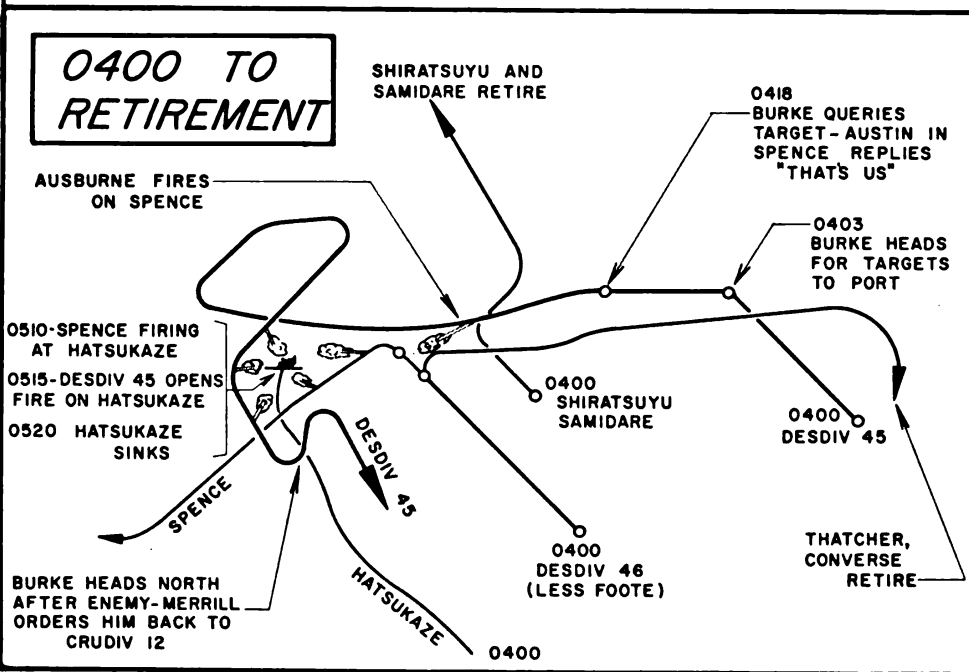 0400 TO
RETIREMENT
SHIRATSUYU AND
SAMIDARE RETIRE
0418
BURKE QUERIES
TARGET-AUSTIN IN
SPENCE REPLIES
"THAT'S US"
AUSBURNE FIRES
ON SPENCE
0403
BURKE HEADS
FOR TARGETS
TO PORT
0510-SPENCE FIRING
AT HATSUKAZE
0515-DESDIV 45 OPENS
FIRE ON HATSUKAZE
0520 HATSUKAZE
SINKS
0400
SHIRATSUYU
SAMIDARE
0400
DESDIV 45
DESDIV 45
SPENCE
0400
DESDIV 46
(LESS FOOTE)
THATCHER,
CONVERSE
RETIRE
BURKE HEADS NORTH
AFTER ENEMY-MERRILL
ORDERS HIM BACK TO
CRUDIV 12
HATSUKAZE
0400